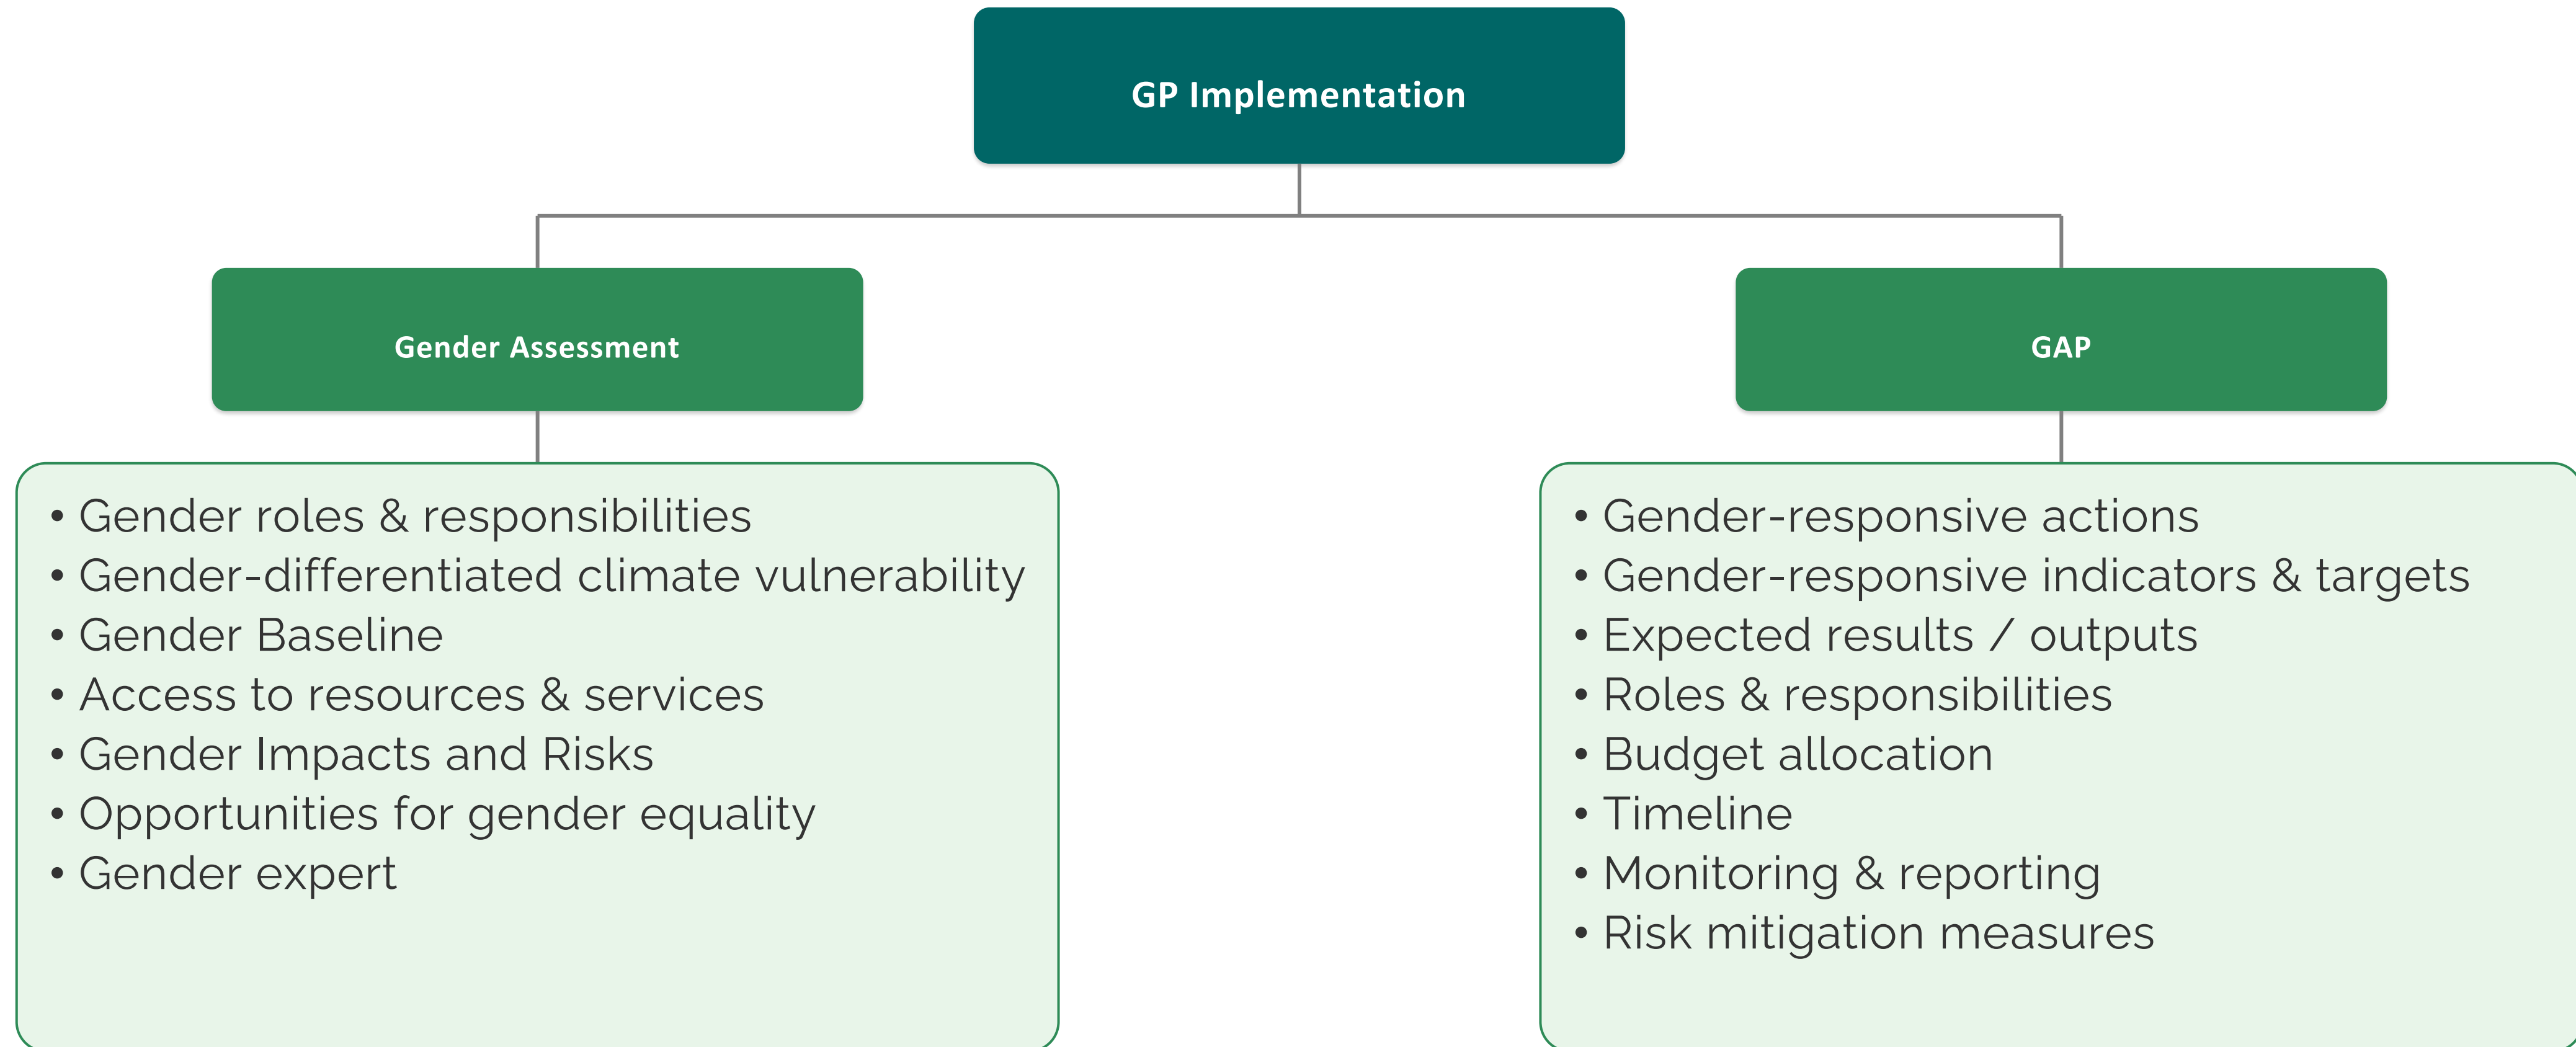 GP Implementation
Gender Assessment
GAP
• Gender roles & responsibilities
• Gender-differentiated climate vulnerability
• Gender Baseline
• Access to resources & services
• Gender Impacts and Risks
• Opportunities for gender equality
• Gender expert
• Gender-responsive actions
• Gender-responsive indicators & targets
• Expected results / outputs
• Roles & responsibilities
• Budget allocation
• Timeline
• Monitoring & reporting
• Risk mitigation measures